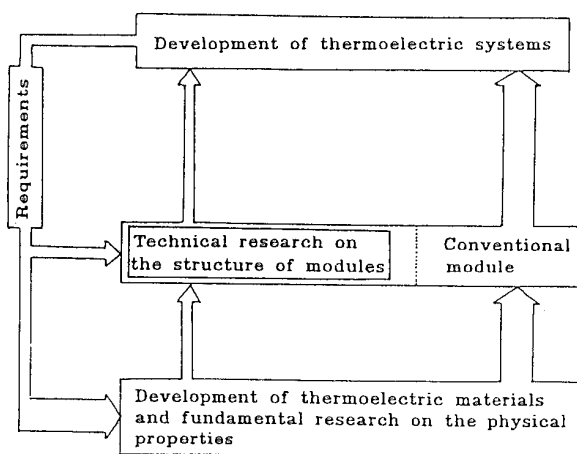 Development of thermoelectric systems
Requirements
Technical research on
the structure of modules
Conventional
module
Development of thermoelectric materials
and fundamental research on the physical
properties